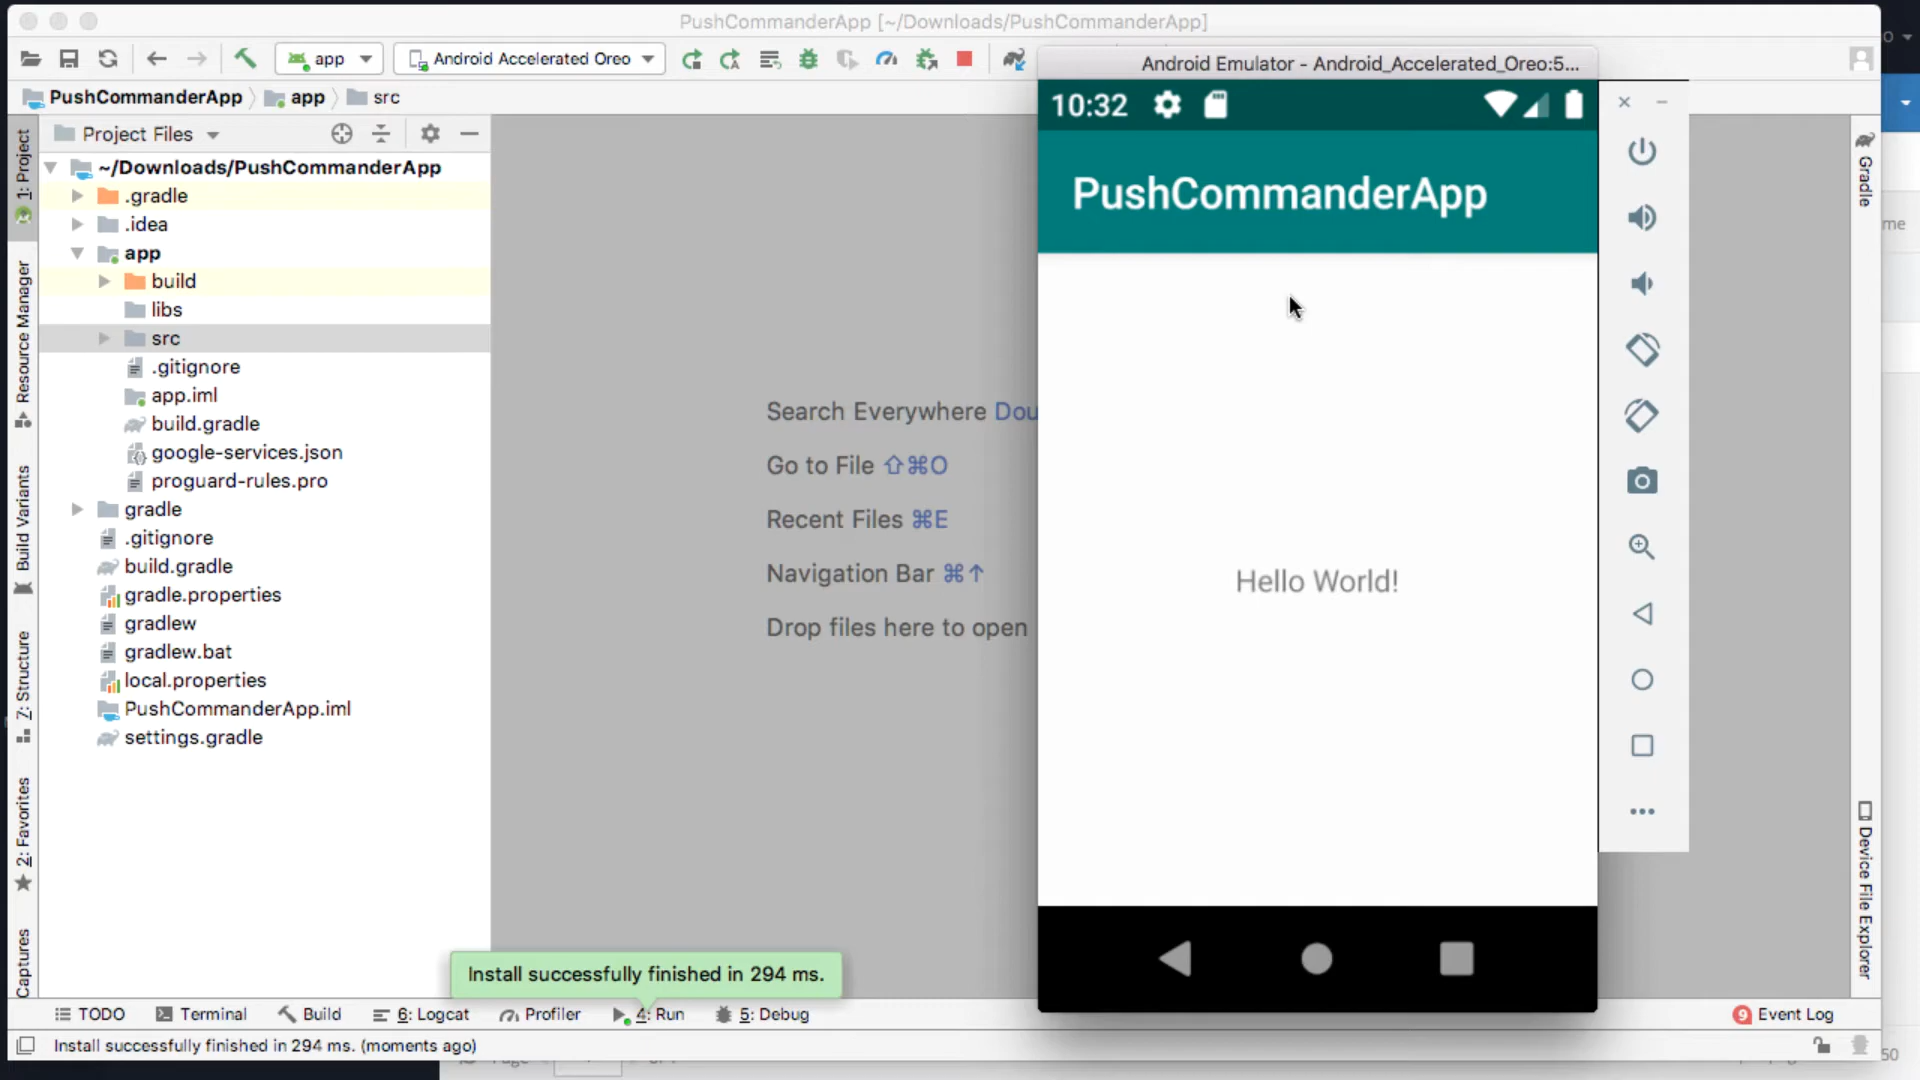 PushCommanderApp [~/Downloads/PushCommanderApp]
app
Android Accelerated Oreo
PushCommanderApp
app
src
Project Files
~/Downloads/PushCommanderApp
.gradle
.idea
app
build
libs
src
.gitignore
app.iml
build.gradle
google-services.json
proguard-rules.pro
gradle
.gitignore
build.gradle
gradle.properties
gradlew
gradlew.bat
local.properties
PushCommanderApp.iml
settings.gradle
1: Project
Resource Manager
Build Variants
7: Structure
2: Favorites
Captures
Search Everywhere Dou
Go to File ⇧⌘O
Recent Files ⌘E
Navigation Bar ⌘↑
Drop files here to open
Android Emulator - Android_Accelerated_Oreo:5...
10:32
PushCommanderApp
Hello World!
Gradle
Device File Explorer
me
Install successfully finished in 294 ms.
TODO
Terminal
Build
6: Logcat
Profiler
4: Run
5: Debug
9 Event Log
Install successfully finished in 294 ms. (moments ago)
50